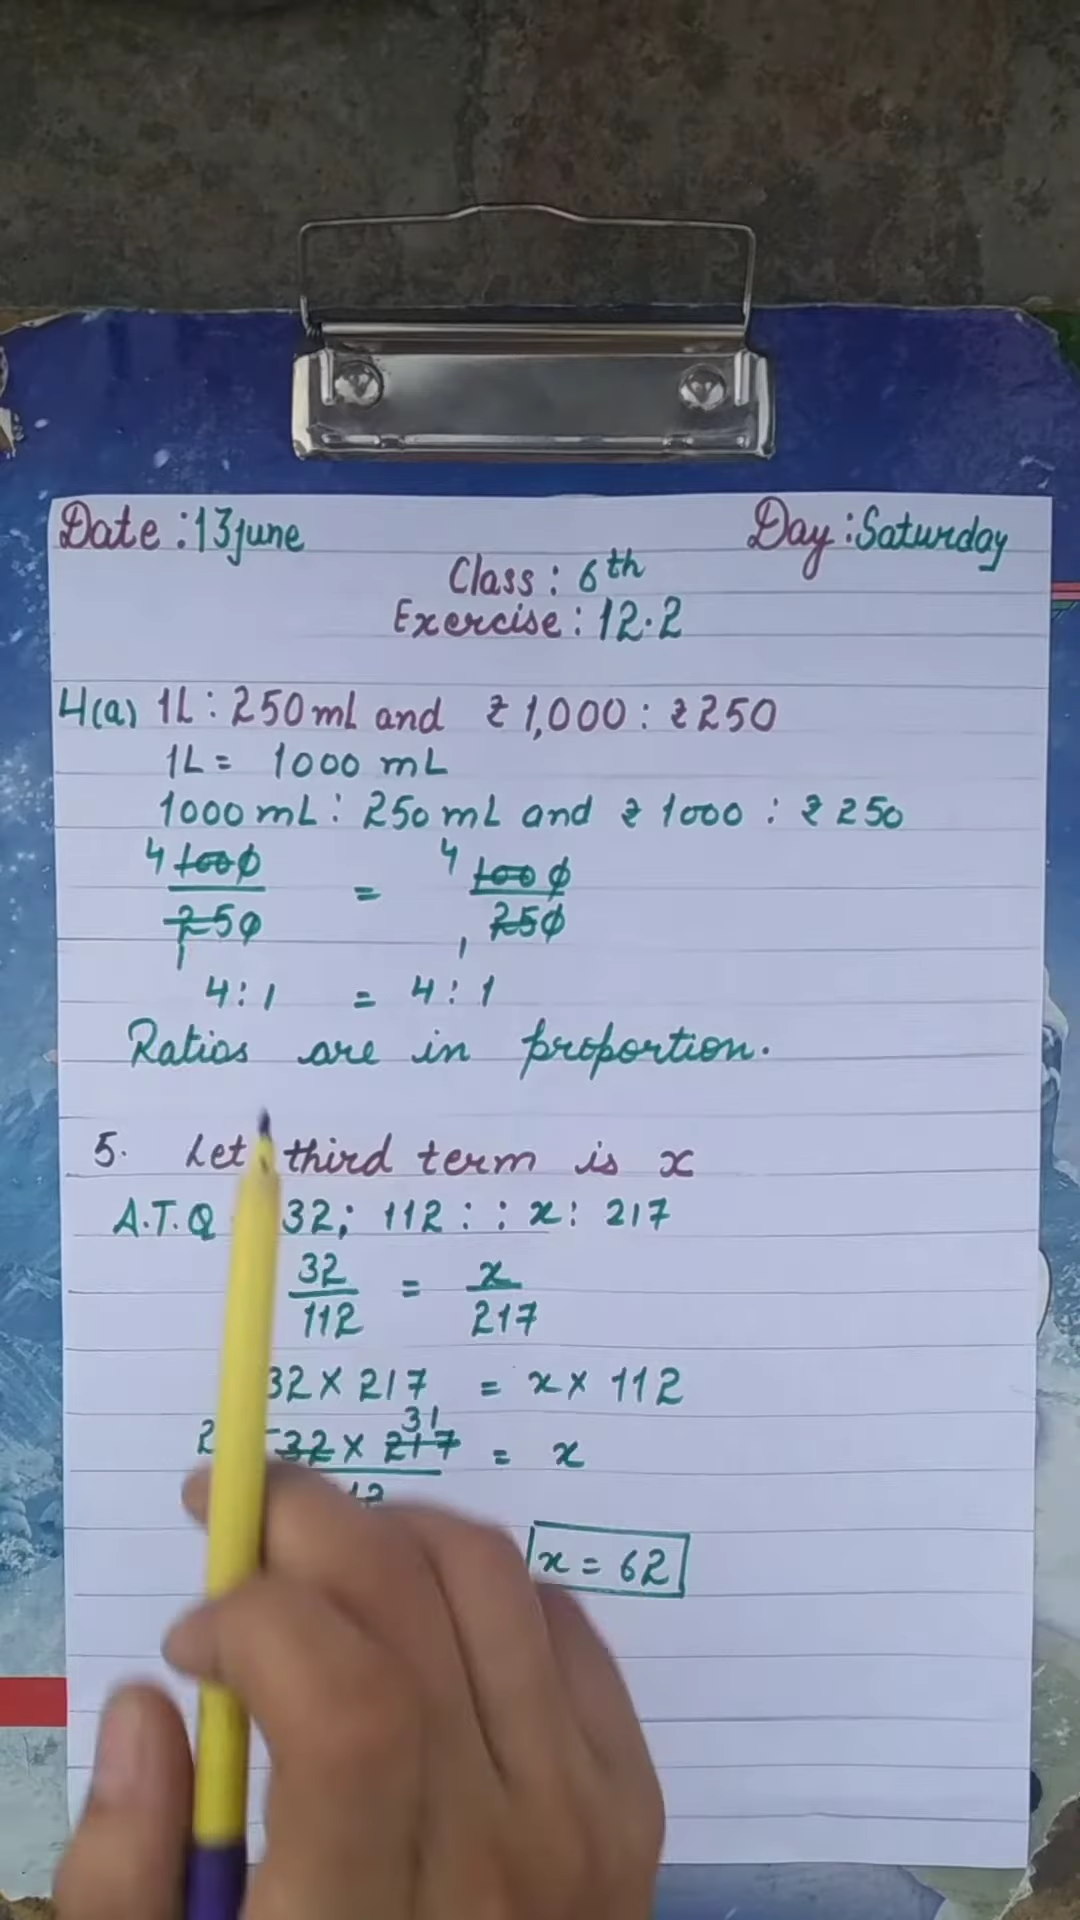 Date : 13 june Day : Saturday
Class : 6th
Exercise : 12.2
4(a) 1L : 250 mL and ₹ 1,000 : ₹ 250
1L = 1000 mL
1000 mL : 250 mL and ₹ 1000 : ₹ 250
4 1000 = 4 1000
250 250
1 1
4 : 1 = 4 : 1
Ratios are in proportion.
5. Let third term is x
A.T.Q 32 : 112 : : x : 217
32 = x
112 217
32 × 217 = x × 112
31
2 32 × 217 = x
x = 62